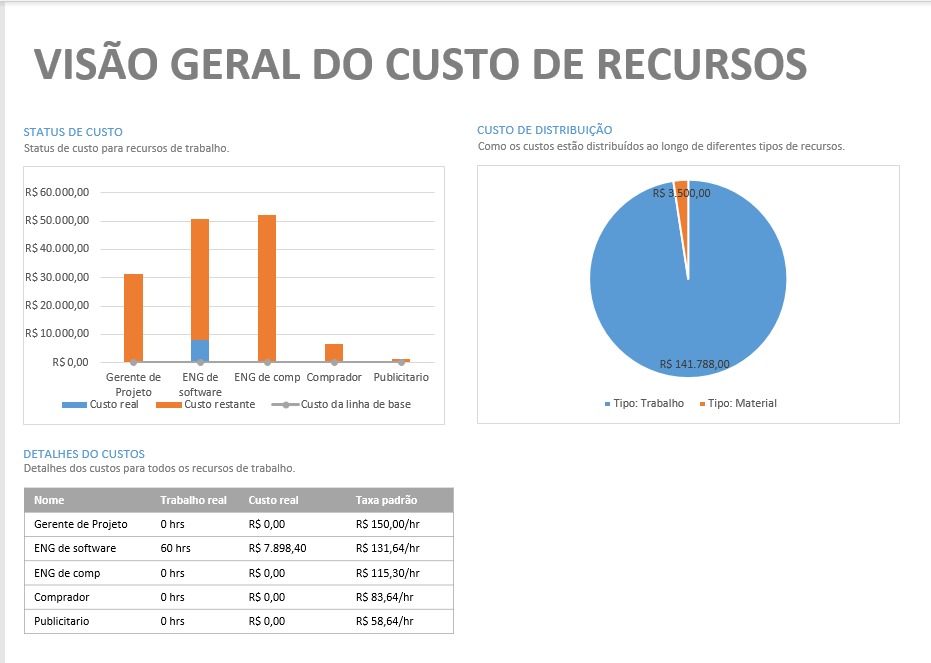 VISÃO GERAL DO CUSTO DE RECURSOS
STATUS DE CUSTO
Status de custo para recursos de trabalho.
R$ 60.000,00
R$ 50.000,00
R$ 40.000,00
R$ 30.000,00
R$ 20.000,00
R$ 10.000,00
R$ 0,00
Gerente de Projeto
ENG de software
ENG de comp
Comprador
Publicitario
Custo real
Custo restante
Custo da linha de base
CUSTO DE DISTRIBUIÇÃO
Como os custos estão distribuídos ao longo de diferentes tipos de recursos.
R$ 3.500,00
R$ 141.788,00
Tipo: Trabalho
Tipo: Material
DETALHES DO CUSTOS
Detalhes dos custos para todos os recursos de trabalho.
Nome Trabalho real Custo real Taxa padrão
Gerente de Projeto 0 hrs R$ 0,00 R$ 150,00/hr
ENG de software 60 hrs R$ 7.898,40 R$ 131,64/hr
ENG de comp 0 hrs R$ 0,00 R$ 115,30/hr
Comprador 0 hrs R$ 0,00 R$ 83,64/hr
Publicitario 0 hrs R$ 0,00 R$ 58,64/hr